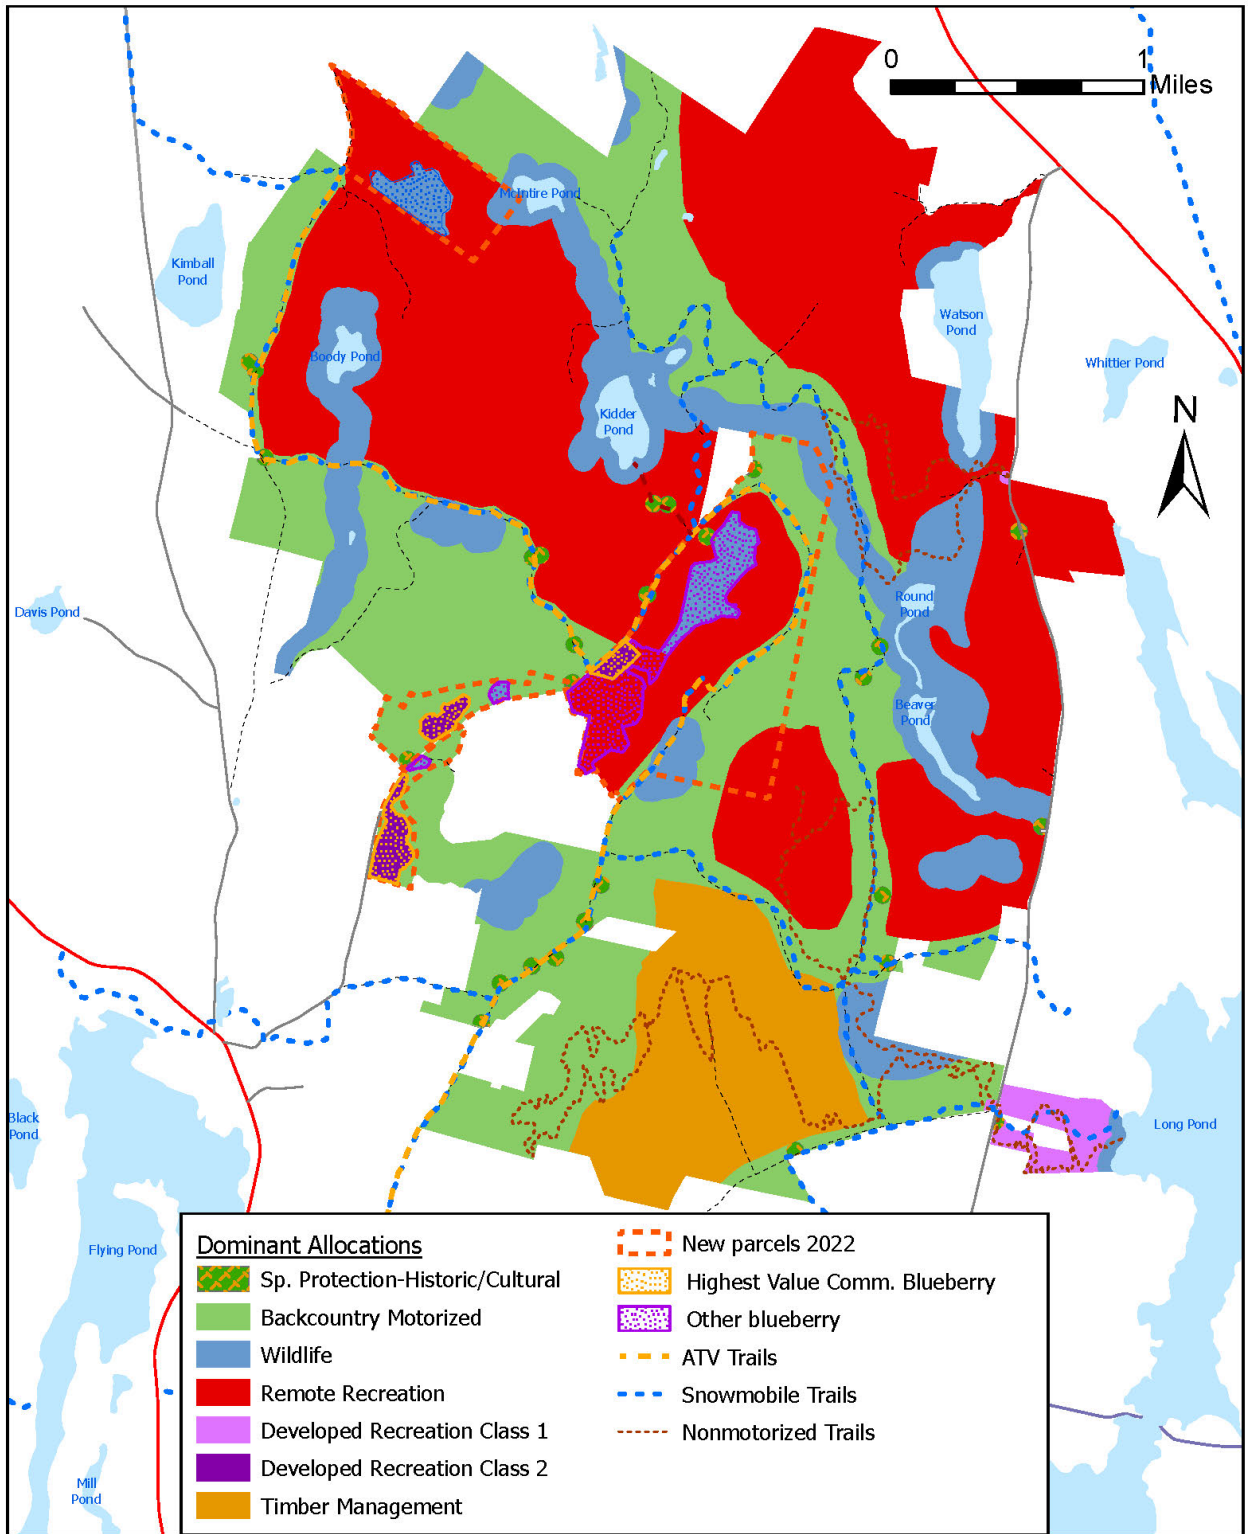 0 1
Miles
McIntire Pond
Kimball
Pond
Watson
Pond
Boody Pond
Whittier Pond
N
Kidder
Pond
Round
Pond
Davis Pond
Beaver
Pond
Black
Pond
Long Pond
Flying Pond
Mill
Pond
Dominant Allocations
Sp. Protection-Historic/Cultural
Backcountry Motorized
Wildlife
Remote Recreation
Developed Recreation Class 1
Developed Recreation Class 2
Timber Management
New parcels 2022
Highest Value Comm. Blueberry
Other blueberry
ATV Trails
Snowmobile Trails
Nonmotorized Trails